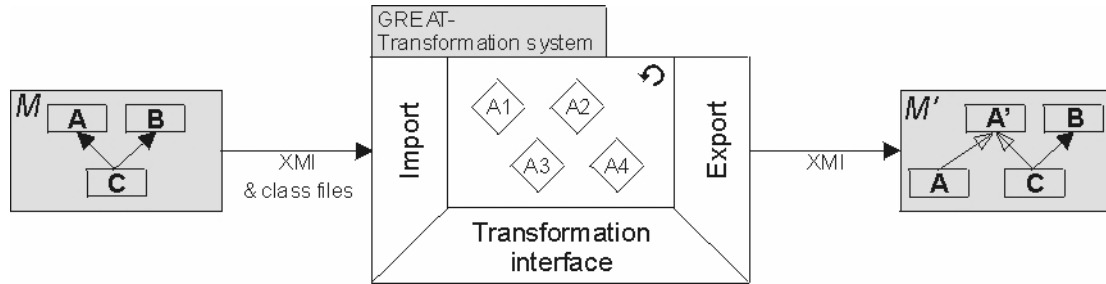 GREAT-
Transformation system
M
A B
C
XMI
& class files
Import
A1 A2
A3 A4
Export
Transformation
interface
XMI
M'
A' B
A C